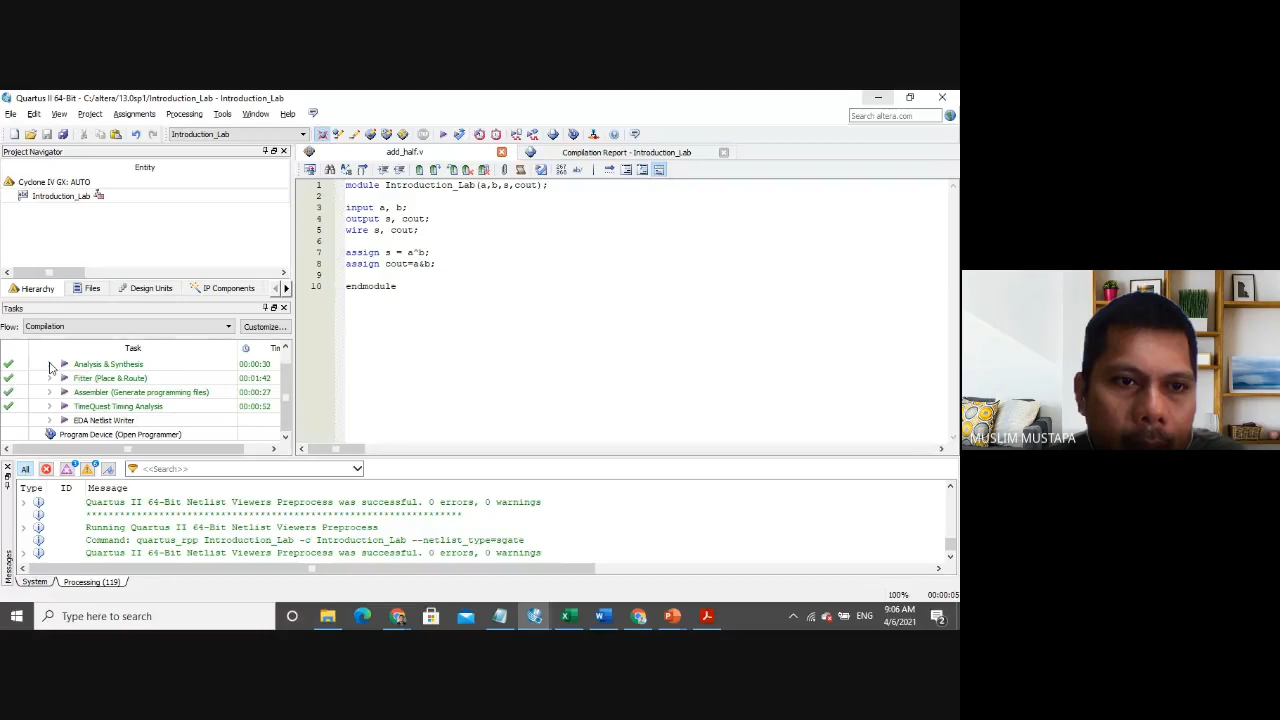 Quartus II 64-Bit - C:/altera/13.0sp1/Introduction_Lab - Introduction_Lab
File Edit View Project Assignments Processing Tools Window Help
Search altera.com
Introduction_Lab
Project Navigator
Entity
Cyclone IV GX: AUTO
Introduction_Lab
Hierarchy Files Design Units IP Components
Tasks
Flow: Compilation Customize...
Task Tim
Analysis & Synthesis 00:00:30
Fitter (Place & Route) 00:01:42
Assembler (Generate programming files) 00:00:27
TimeQuest Timing Analysis 00:00:52
EDA Netlist Writer
Program Device (Open Programmer)
add_half.v Compilation Report - Introduction_Lab
1 module Introduction_Lab(a,b,s,cout);
2
3 input a, b;
4 output s, cout;
5 wire s, cout;
6
7 assign s = a^b;
8 assign cout=a&b;
9
10 endmodule
MUSLIM MUSTAPA
All <<Search>>
Type ID Message
Quartus II 64-Bit Netlist Viewers Preprocess was successful. 0 errors, 0 warnings
*******************************************************************
Running Quartus II 64-Bit Netlist Viewers Preprocess
Command: quartus_rpp Introduction_Lab -c Introduction_Lab --netlist_type=sgate
Quartus II 64-Bit Netlist Viewers Preprocess was successful. 0 errors, 0 warnings
Messages
System Processing (119)
100% 00:00:05
Type here to search
ENG
9:06 AM
4/6/2021